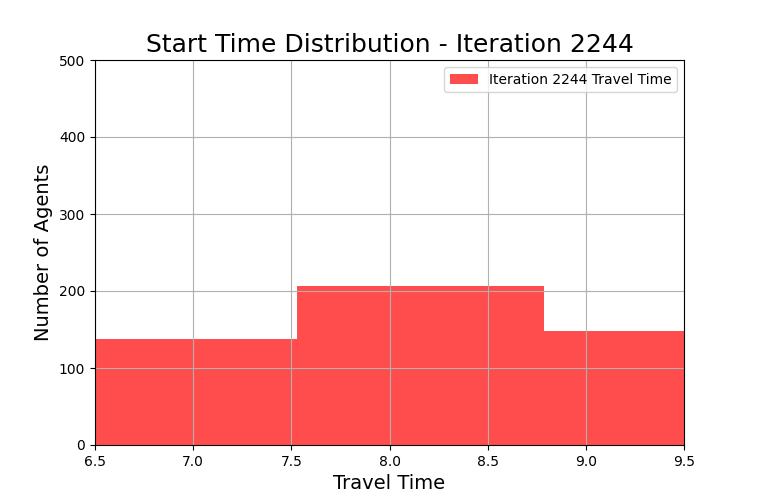 Start Time Distribution - Iteration 2244
Iteration 2244 Travel Time
Number of Agents
500
400
300
200
100
0
6.5 7.0 7.5 8.0 8.5 9.0 9.5
Travel Time